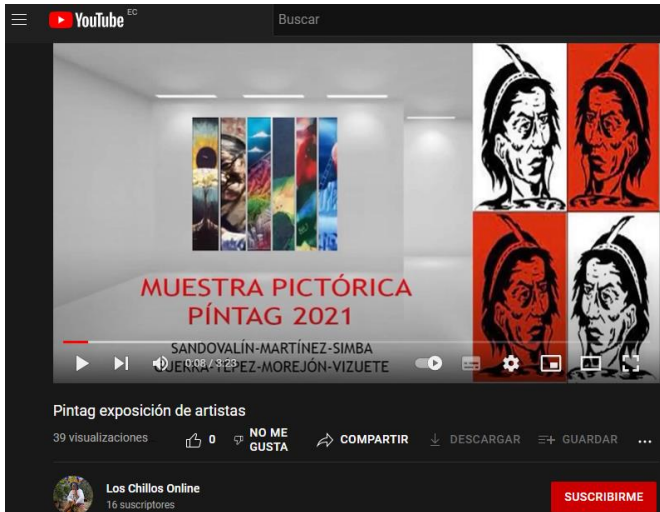 YouTube EC
Buscar
MUESTRA PICTÓRICA
PÍNTAG 2021
SANDOVALÍN-MARTÍNEZ-SIMBA
GUERRA-YEPEZ-MOREJÓN-VIZUETE
0:08 / 3:23
Pintag exposición de artistas
39 visualizaciones
0
NO ME
GUSTA
COMPARTIR
DESCARGAR
GUARDAR
Los Chillos Online
16 suscriptores
SUSCRIBIRME